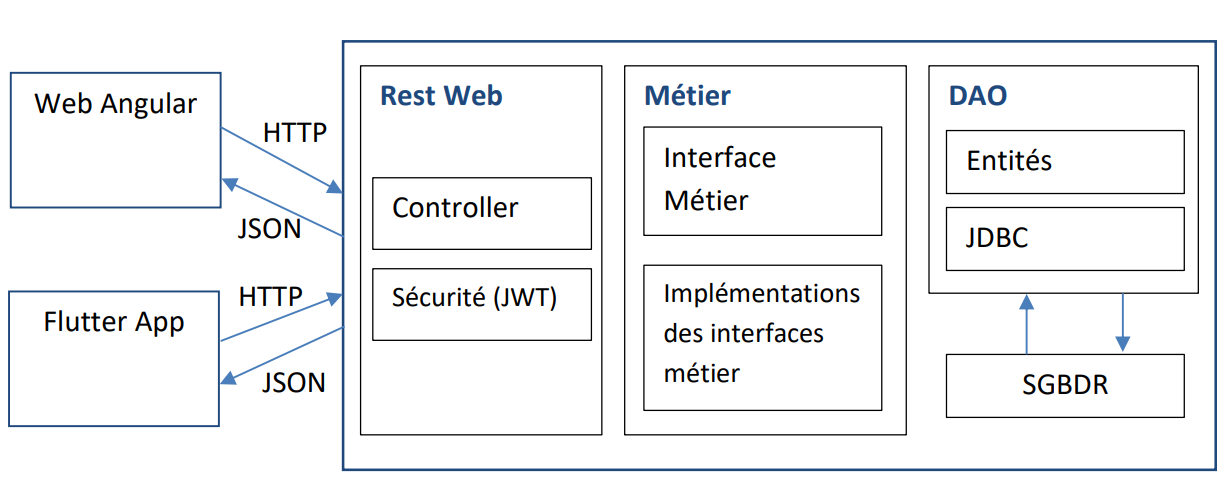 Web Angular
HTTP
JSON
Flutter App
HTTP
JSON
Rest Web
Controller
Sécurité (JWT)
Métier
Interface
Métier
Implémentations
des interfaces
métier
DAO
Entités
JDBC
SGBDR